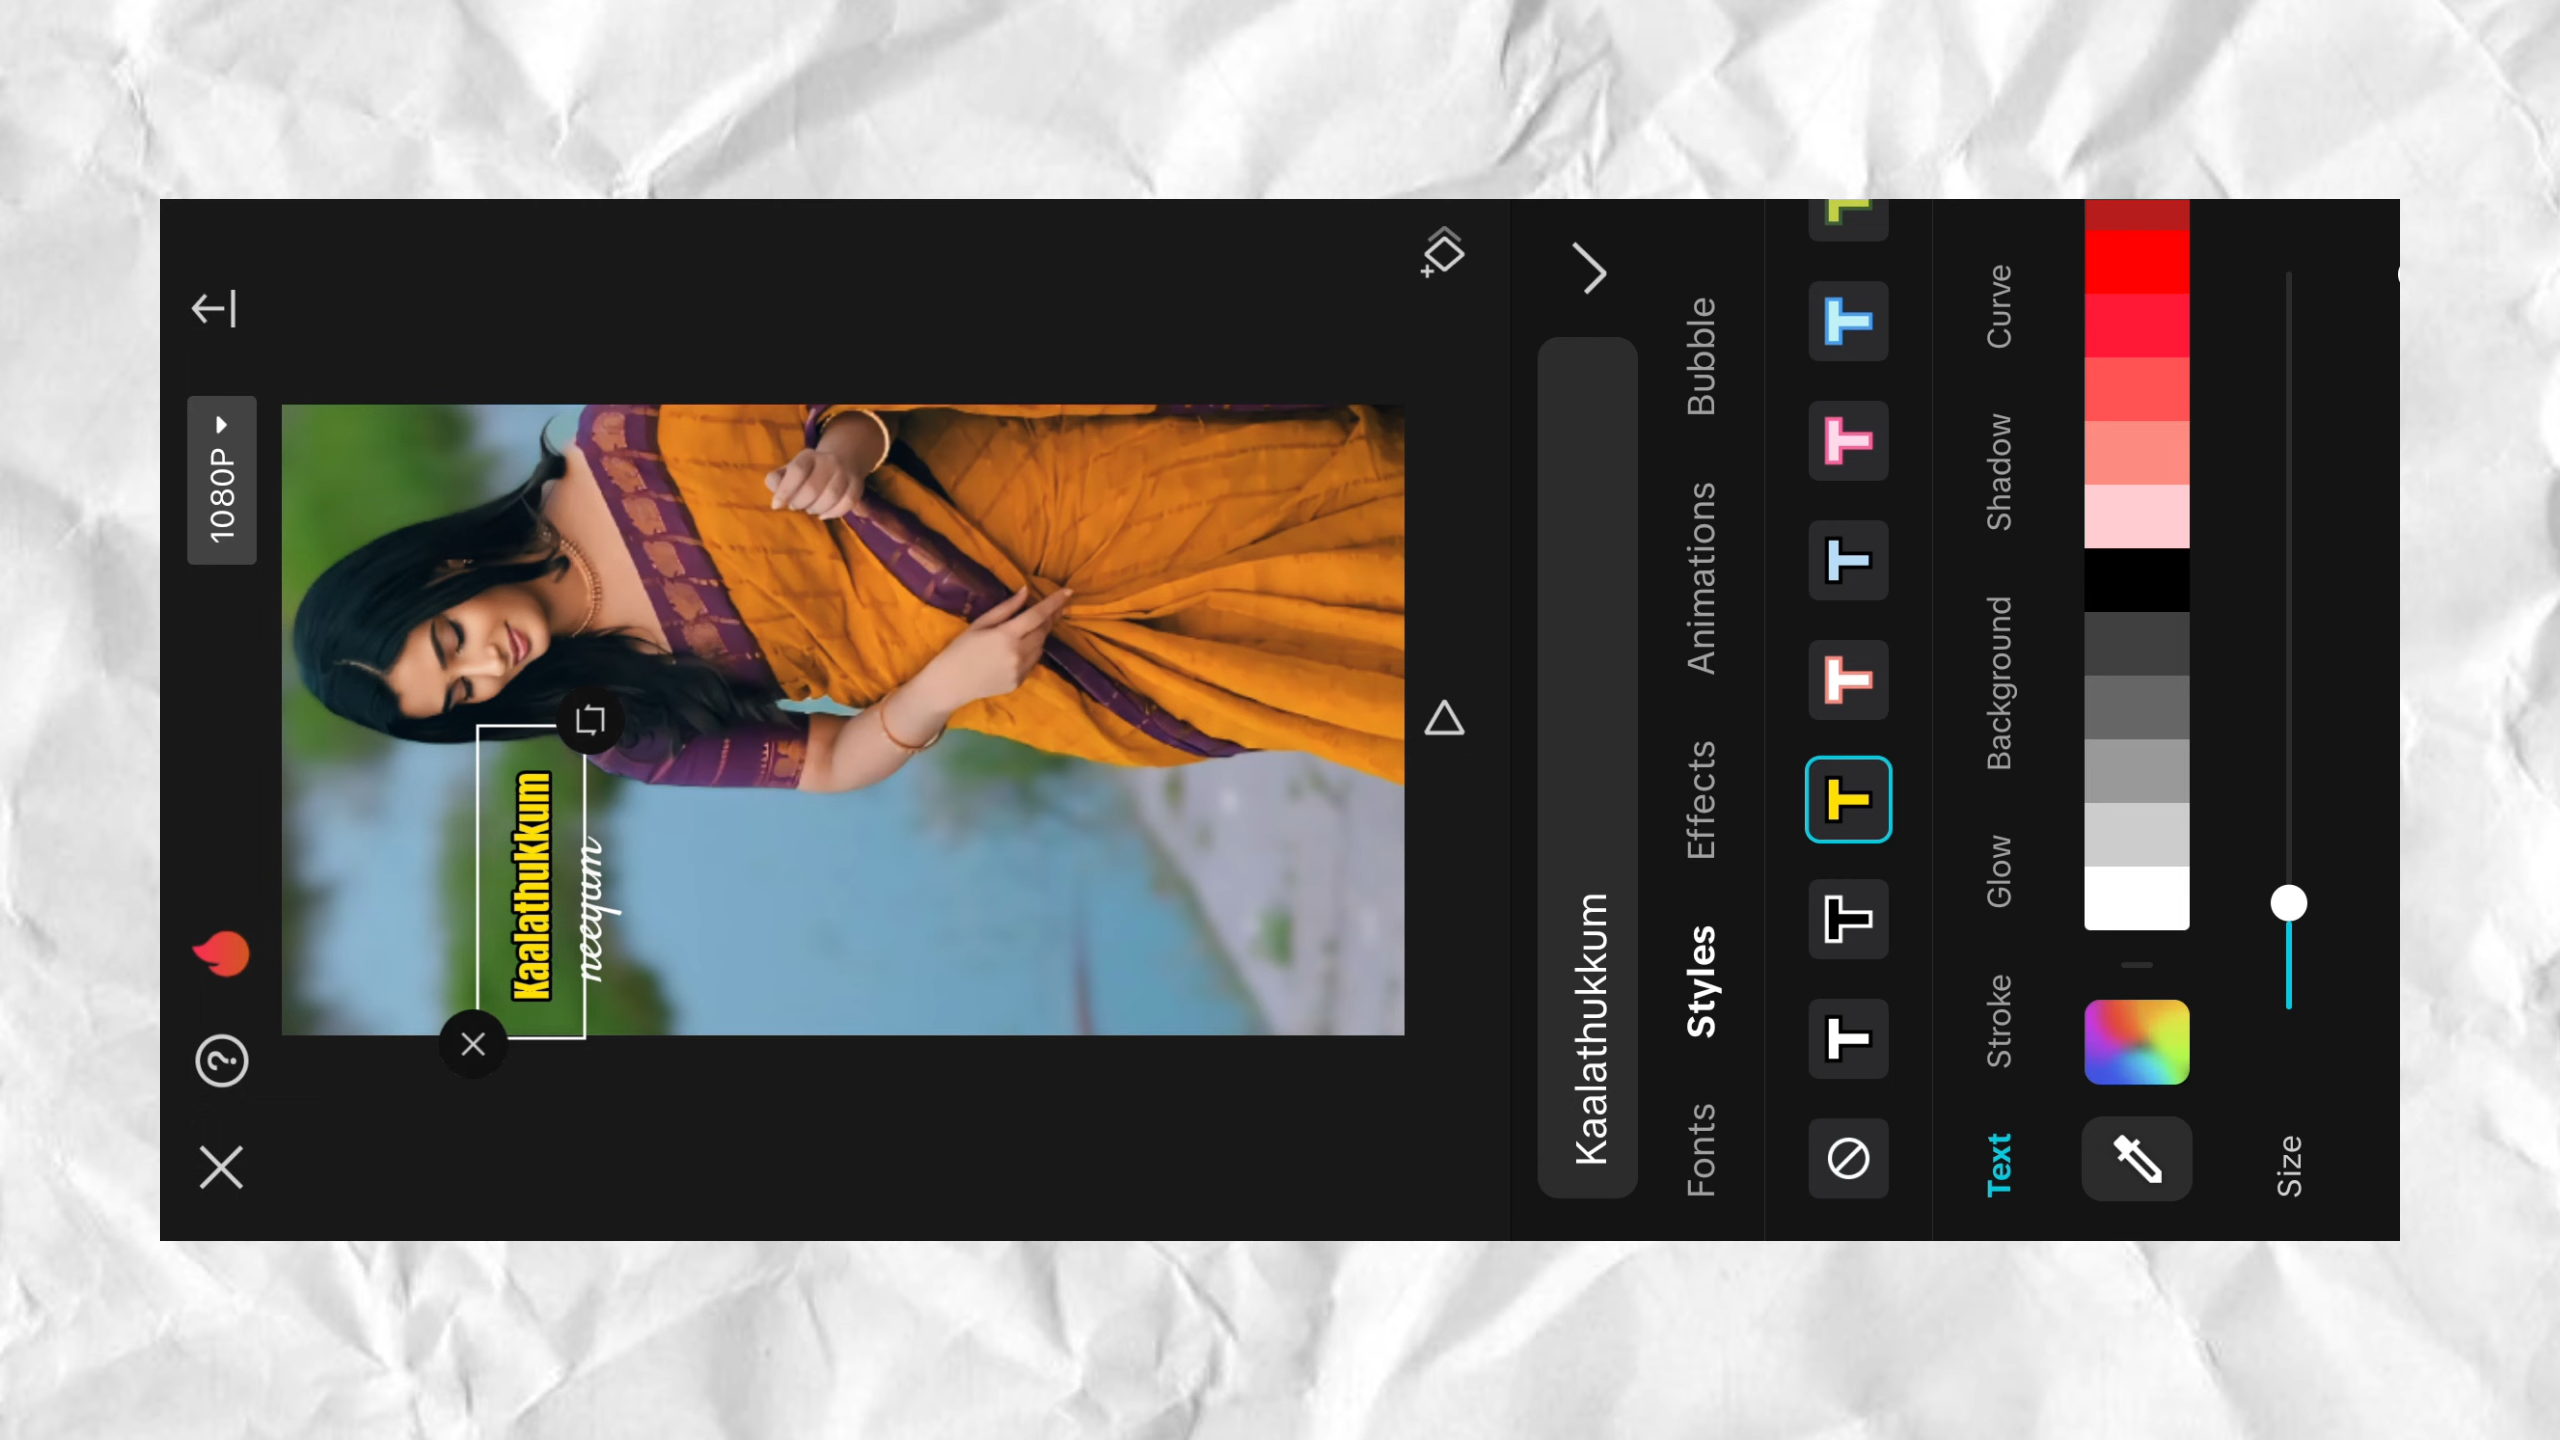 1080P
Kaalathukkum
neeyum
Kaalathukkum
Fonts Styles Effects Animations Bubble
T T T T T T T T
Text Stroke Glow Background Shadow Curve
Size